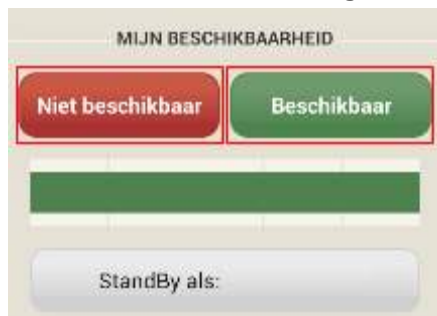 MIJN BESCHIKBAARHEID
Niet beschikbaar
Beschikbaar
StandBy als: